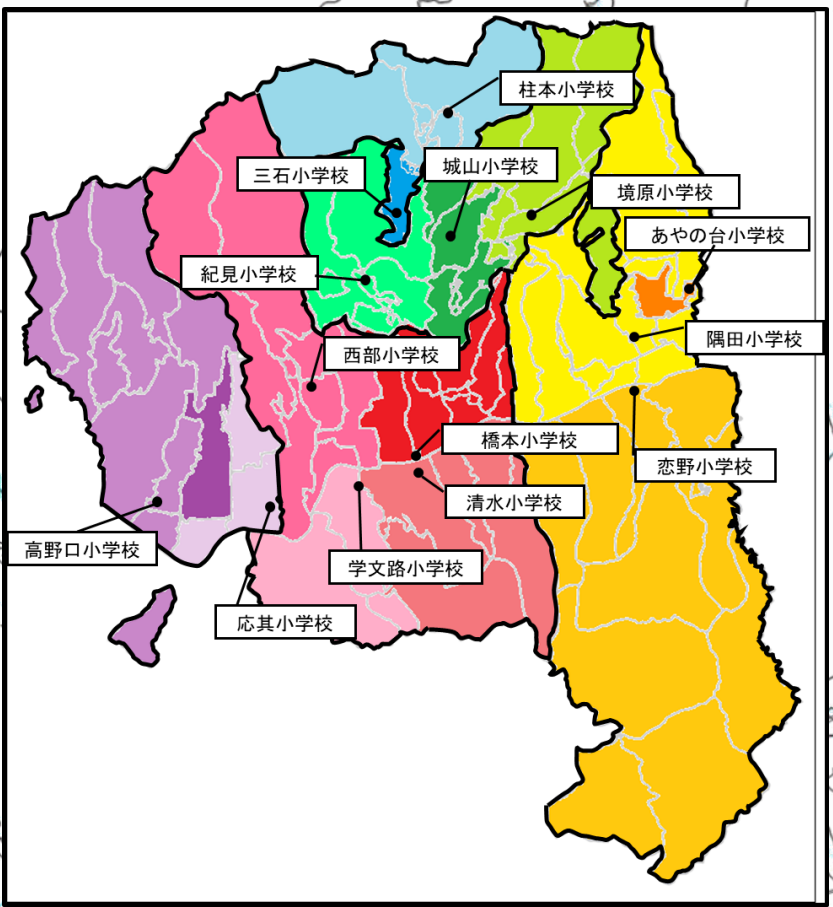 柱本小学校
城山小学校
三石小学校
境原小学校
あやの台小学校
紀見小学校
隅田小学校
西部小学校
橋本小学校
恋野小学校
清水小学校
高野口小学校
学文路小学校
応其小学校